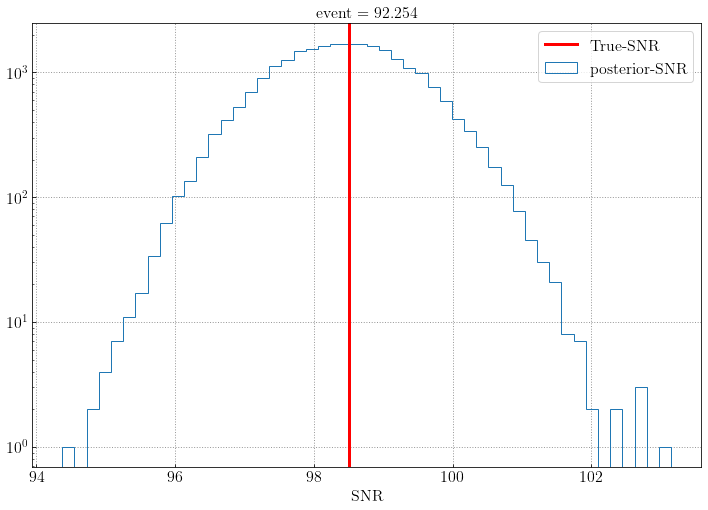 event = 92.254
True-SNR
posterior-SNR
10³
10²
10¹
10⁰
94 96 98 100 102
SNR